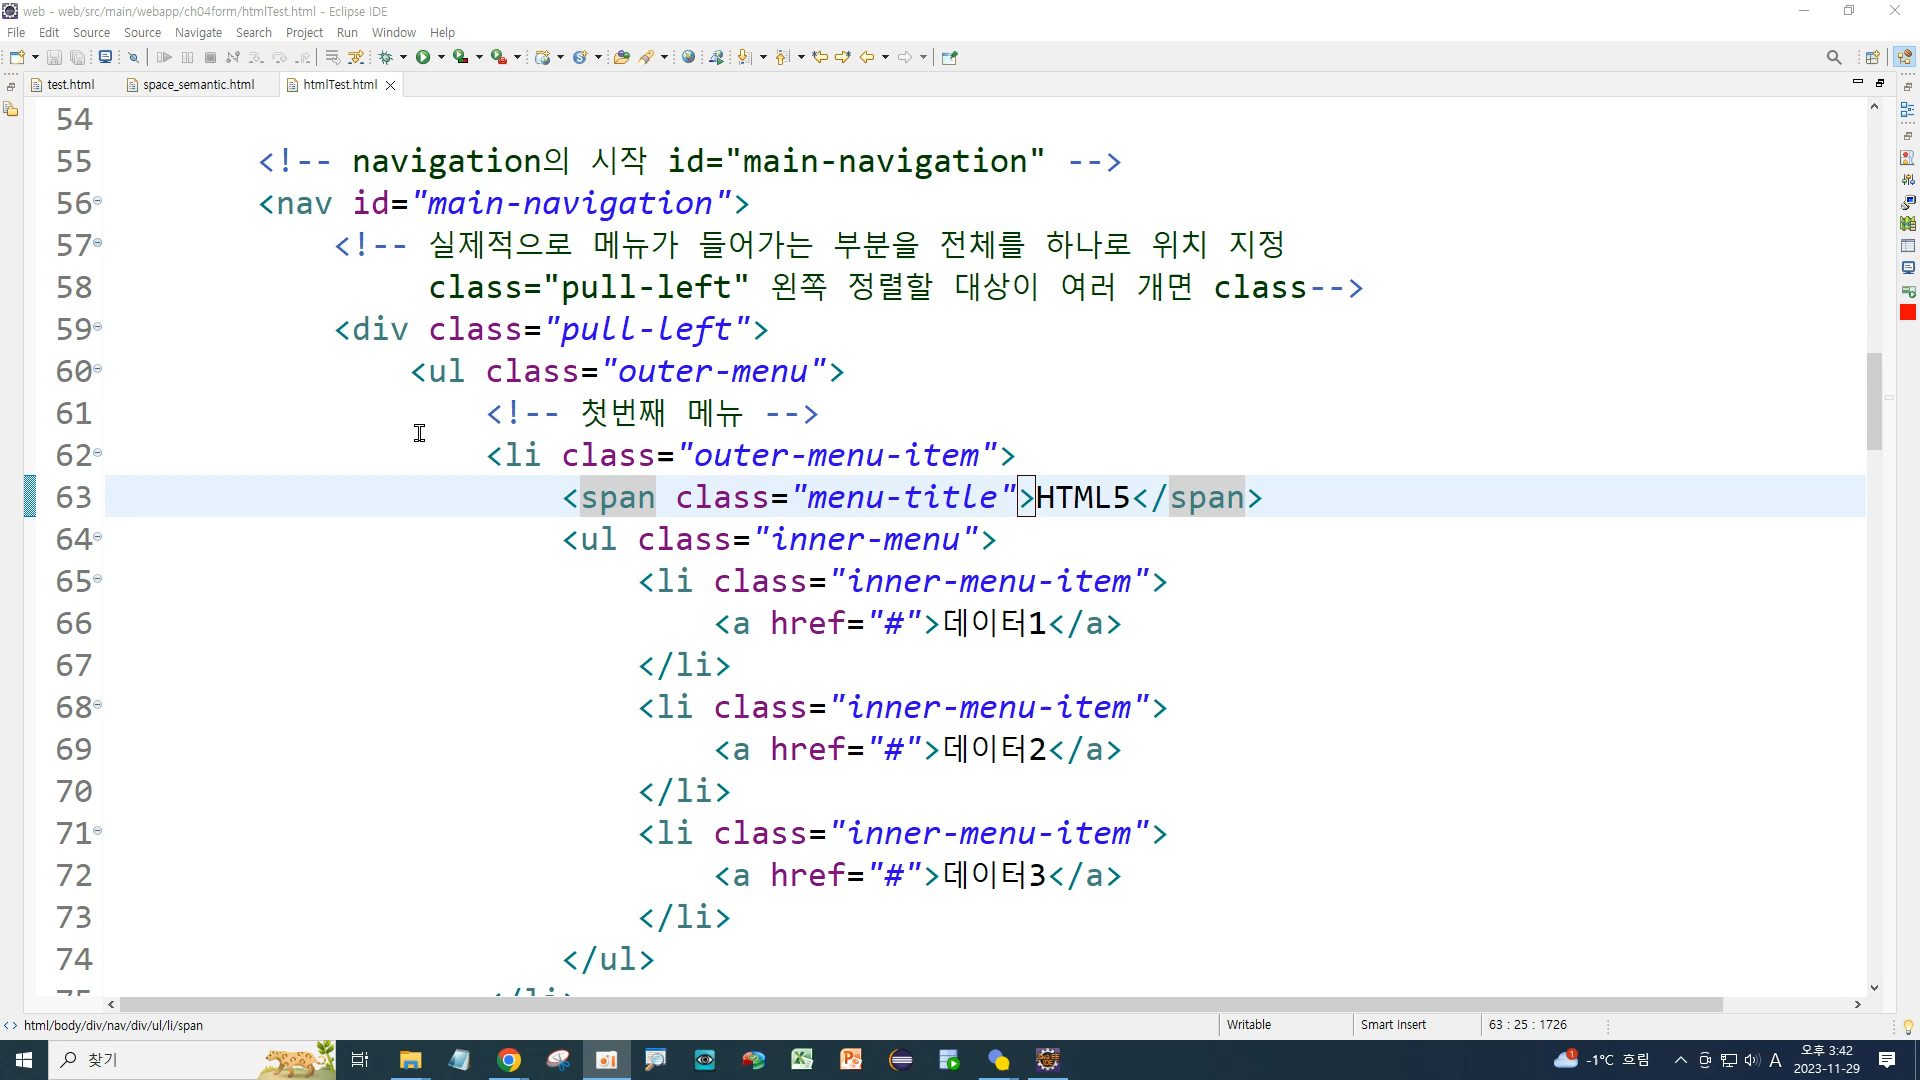 web - web/src/main/webapp/ch04form/htmlTest.html - Eclipse IDE
File Edit Source Source Navigate Search Project Run Window Help
test.html space_semantic.html htmlTest.html
54
55 <!-- navigation의 시작 id="main-navigation" -->
56 <nav id="main-navigation">
57 <!-- 실제적으로 메뉴가 들어가는 부분을 전체를 하나로 위치 지정
58 class="pull-left" 왼쪽 정렬할 대상이 여러 개면 class-->
59 <div class="pull-left">
60 <ul class="outer-menu">
61 <!-- 첫번째 메뉴 -->
62 <li class="outer-menu-item">
63 <span class="menu-title">HTML5</span>
64 <ul class="inner-menu">
65 <li class="inner-menu-item">
66 <a href="#">데이터1</a>
67 </li>
68 <li class="inner-menu-item">
69 <a href="#">데이터2</a>
70 </li>
71 <li class="inner-menu-item">
72 <a href="#">데이터3</a>
73 </li>
74 </ul>
75 </li>
html/body/div/nav/div/ul/li/span Writable Smart Insert 63 : 25 : 1726
찾기 -1°C 흐림 A 오후 3:42
2023-11-29